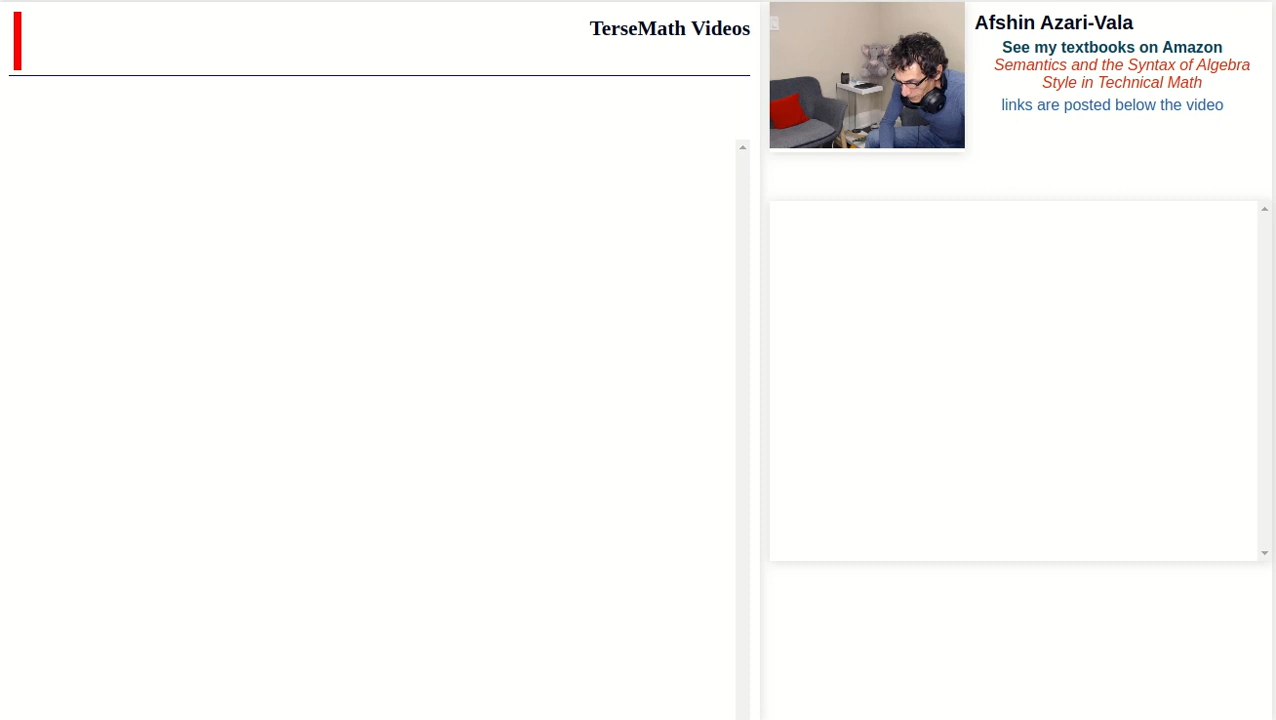 TerseMath Videos
Afshin Azari-Vala
See my textbooks on Amazon
Semantics and the Syntax of Algebra
Style in Technical Math
links are posted below the video